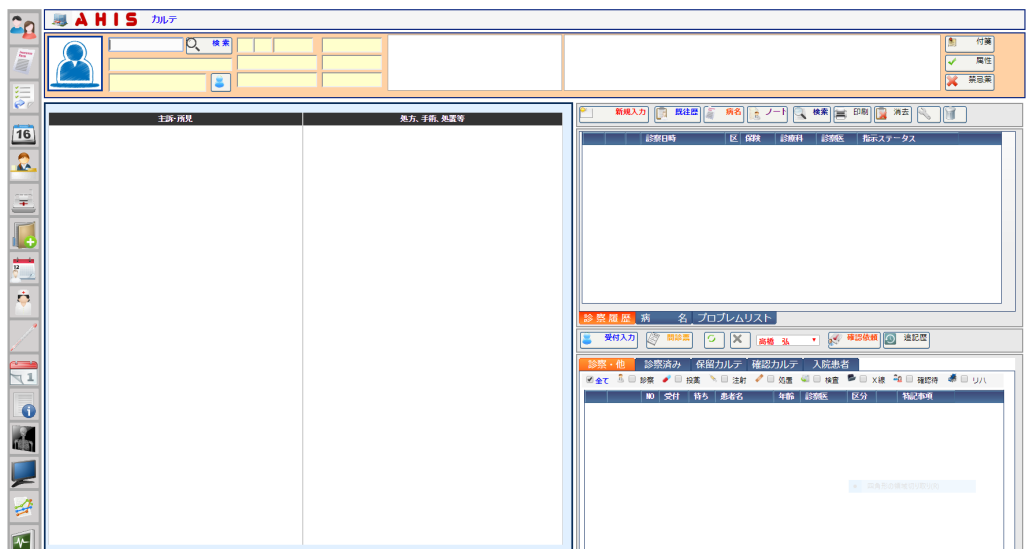 AHIS カルテ
検索
付箋
属性
禁忌薬
主訴・所見 処方、手術、処置等
新規入力 既往歴 病名 ノート 検索 印刷 消去
診察日時 区 保険 診療科 診察医 指示ステータス
診察履歴 病 名 プロブレムリスト
受付入力 問診票 高橋 弘 確認依頼 追記歴
診察・他 診察済み 保留カルテ 確認カルテ 入院患者
全て 診察 投薬 注射 処置 検査 X線 確認待 リハ
NO 受付 待ち 患者名 年齢 診察医 区分 特記事項
16
12
1